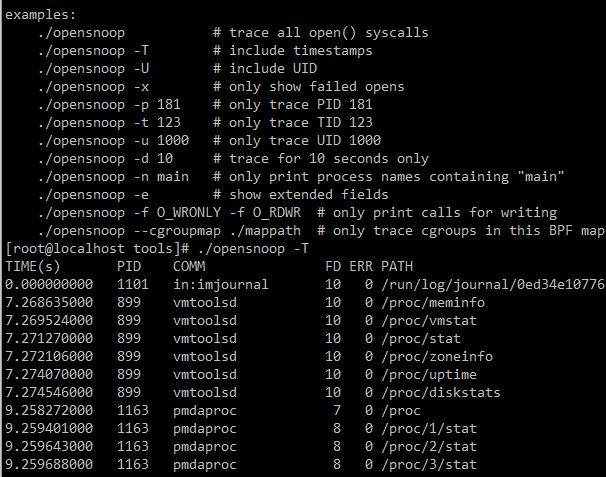 examples:
    ./opensnoop           # trace all open() syscalls
    ./opensnoop -T        # include timestamps
    ./opensnoop -U        # include UID
    ./opensnoop -x        # only show failed opens
    ./opensnoop -p 181    # only trace PID 181
    ./opensnoop -t 123    # only trace TID 123
    ./opensnoop -u 1000   # only trace UID 1000
    ./opensnoop -d 10     # trace for 10 seconds only
    ./opensnoop -n main   # only print process names containing "main"
    ./opensnoop -e        # show extended fields
    ./opensnoop -f O_WRONLY -f O_RDWR  # only print calls for writing
    ./opensnoop --cgroupmap ./mappath  # only trace cgroups in this BPF map
[root@localhost tools]# ./opensnoop -T
TIME(s)       PID    COMM               FD ERR PATH
0.000000000   1101   in:imjournal       10   0 /run/log/journal/0ed34e10776
7.268635000   899    vmtoolsd           10   0 /proc/meminfo
7.269524000   899    vmtoolsd           10   0 /proc/vmstat
7.271270000   899    vmtoolsd           10   0 /proc/stat
7.272106000   899    vmtoolsd           10   0 /proc/zoneinfo
7.274070000   899    vmtoolsd           10   0 /proc/uptime
7.274546000   899    vmtoolsd           10   0 /proc/diskstats
9.258272000   1163   pmdaproc            7   0 /proc
9.259401000   1163   pmdaproc            8   0 /proc/1/stat
9.259643000   1163   pmdaproc            8   0 /proc/2/stat
9.259688000   1163   pmdaproc            8   0 /proc/3/stat